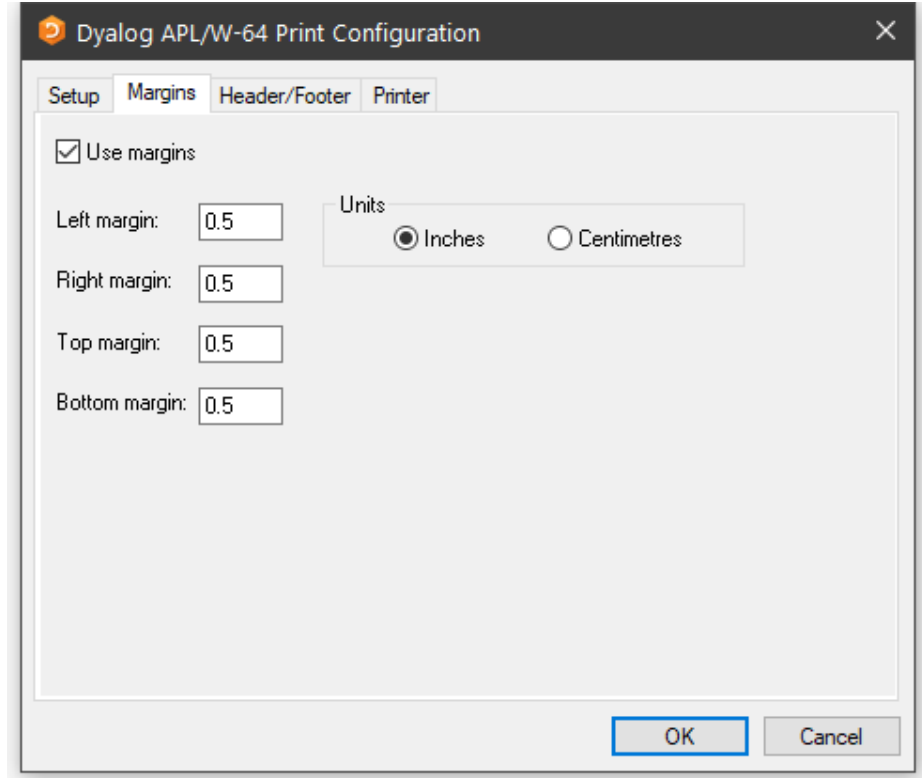 Dyalog APL/W-64 Print Configuration
Setup Margins Header/Footer Printer
Use margins
Left margin: 0.5
Units
Inches Centimetres
Right margin: 0.5
Top margin: 0.5
Bottom margin: 0.5
OK Cancel